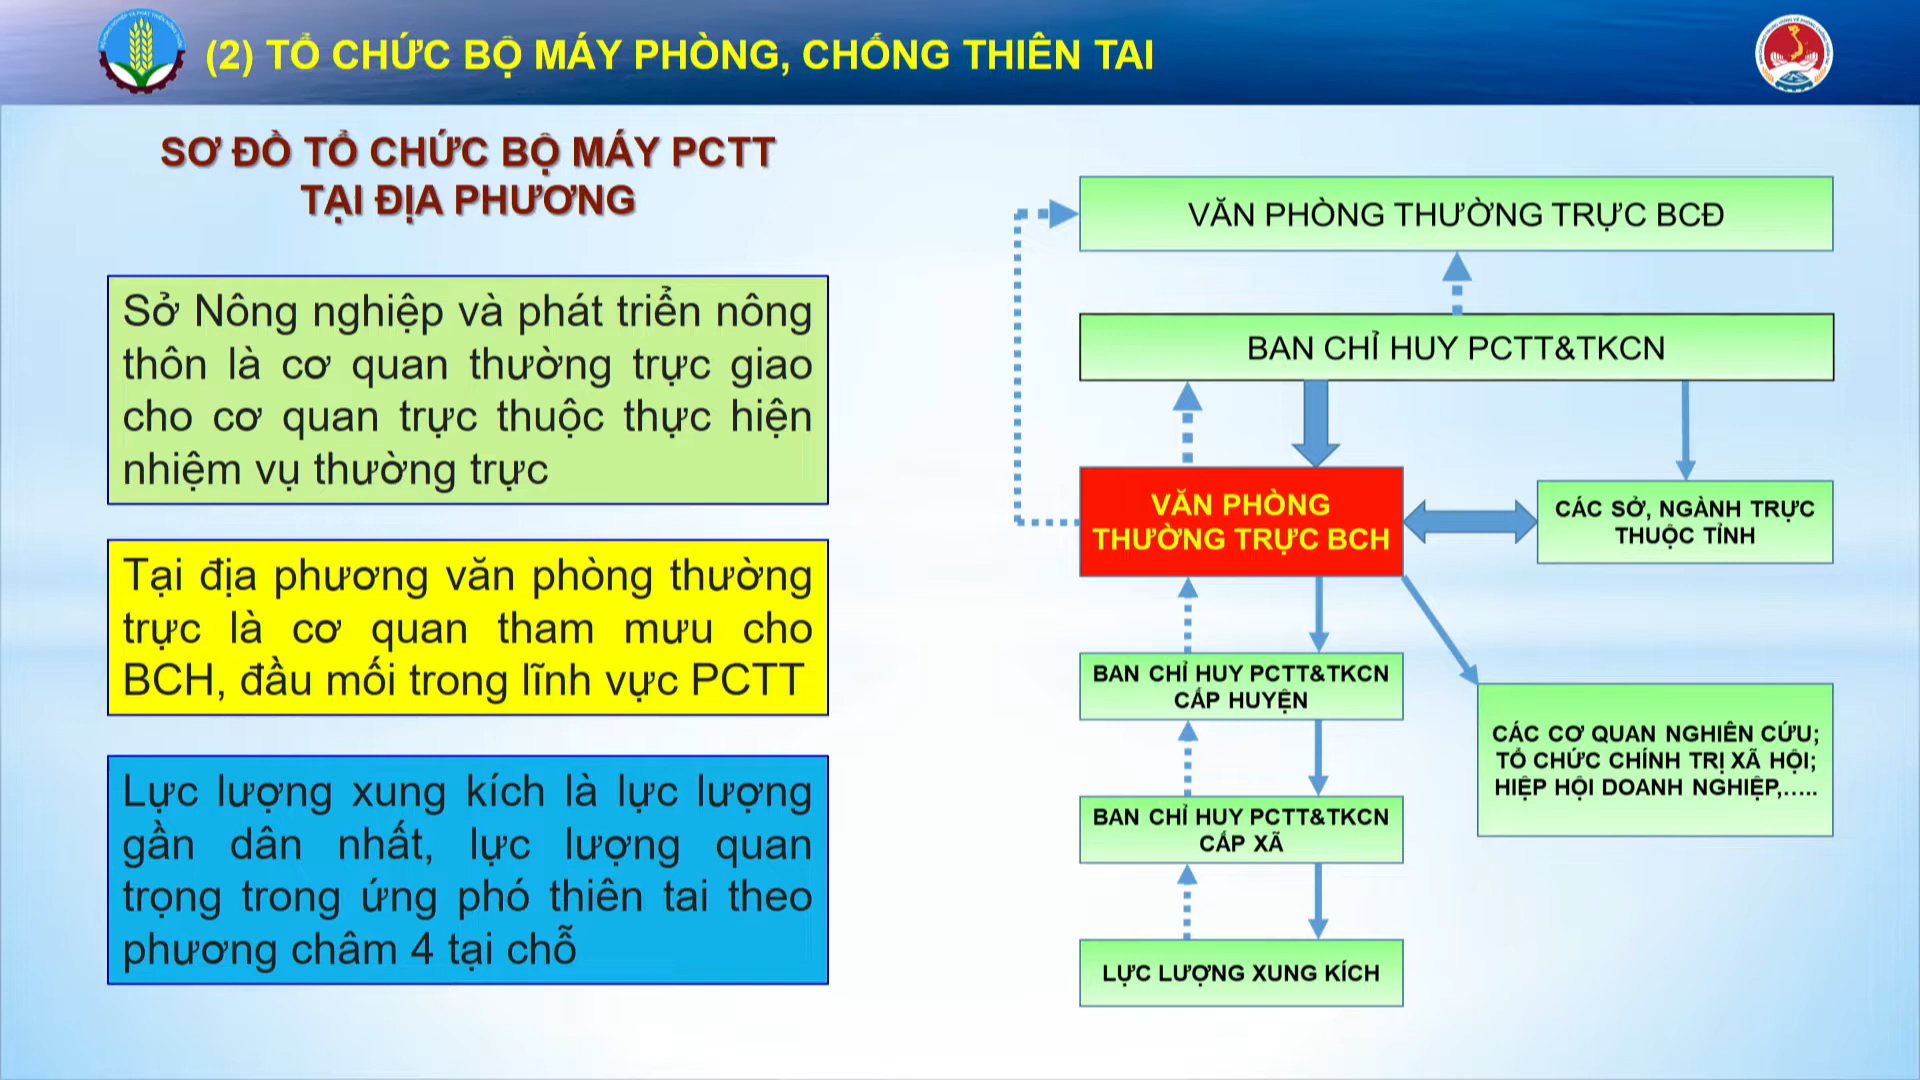 (2) TỔ CHỨC BỘ MÁY PHÒNG, CHỐNG THIÊN TAI
SƠ ĐỒ TỔ CHỨC BỘ MÁY PCTT
TẠI ĐỊA PHƯƠNG
Sở Nông nghiệp và phát triển nông
thôn là cơ quan thường trực giao
cho cơ quan trực thuộc thực hiện
nhiệm vụ thường trực
Tại địa phương văn phòng thường
trực là cơ quan tham mưu cho
BCH, đầu mối trong lĩnh vực PCTT
Lực lượng xung kích là lực lượng
gần dân nhất, lực lượng quan
trọng trong ứng phó thiên tai theo
phương châm 4 tại chỗ
VĂN PHÒNG THƯỜNG TRỰC BCĐ
BAN CHỈ HUY PCTT&TKCN
VĂN PHÒNG
THƯỜNG TRỰC BCH
CÁC SỞ, NGÀNH TRỰC
THUỘC TỈNH
BAN CHỈ HUY PCTT&TKCN
CẤP HUYỆN
CÁC CƠ QUAN NGHIÊN CỨU;
TỔ CHỨC CHÍNH TRỊ XÃ HỘI;
HIỆP HỘI DOANH NGHIỆP,.....
BAN CHỈ HUY PCTT&TKCN
CẤP XÃ
LỰC LƯỢNG XUNG KÍCH